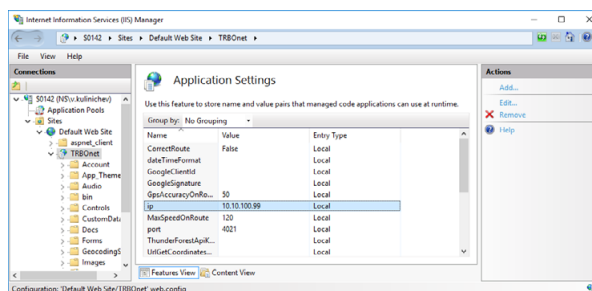 Internet Information Services (IIS) Manager
S0142 Sites Default Web Site TRBOnet
File View Help
Connections
S0142 (NS\v.kulinichev)
Application Pools
Sites
Default Web Site
aspnet_client
TRBOnet
Account
App_Theme
Audio
bin
Controls
CustomData
Docs
Forms
GeocodingS
Images
Application Settings
Use this feature to store name and value pairs that managed code applications can use at runtime.
Group by: No Grouping
Name Value Entry Type
CorrectRoute False Local
dateTimeFormat Local
GoogleClientId Local
GoogleSignature Local
GpsAccuracyOnRo... 50 Local
ip 10.10.100.99 Local
MaxSpeedOnRoute 120 Local
port 4021 Local
ThunderForestApiK... Local
UrlGetCoordinates... Local
Features View Content View
Actions
Add...
Edit...
Remove
Help
Configuration: 'Default Web Site/TRBOnet' web.config